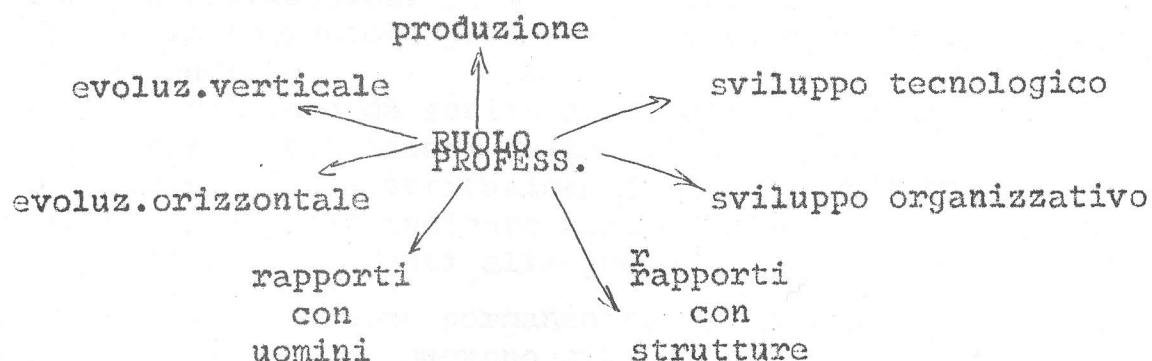 produzione
evoluz.verticale
sviluppo tecnologico
RUOLO
PROFESS.
evoluz.orizzontale
sviluppo organizzativo
rapporti
con
uomini
r
rapporti
con
strutture